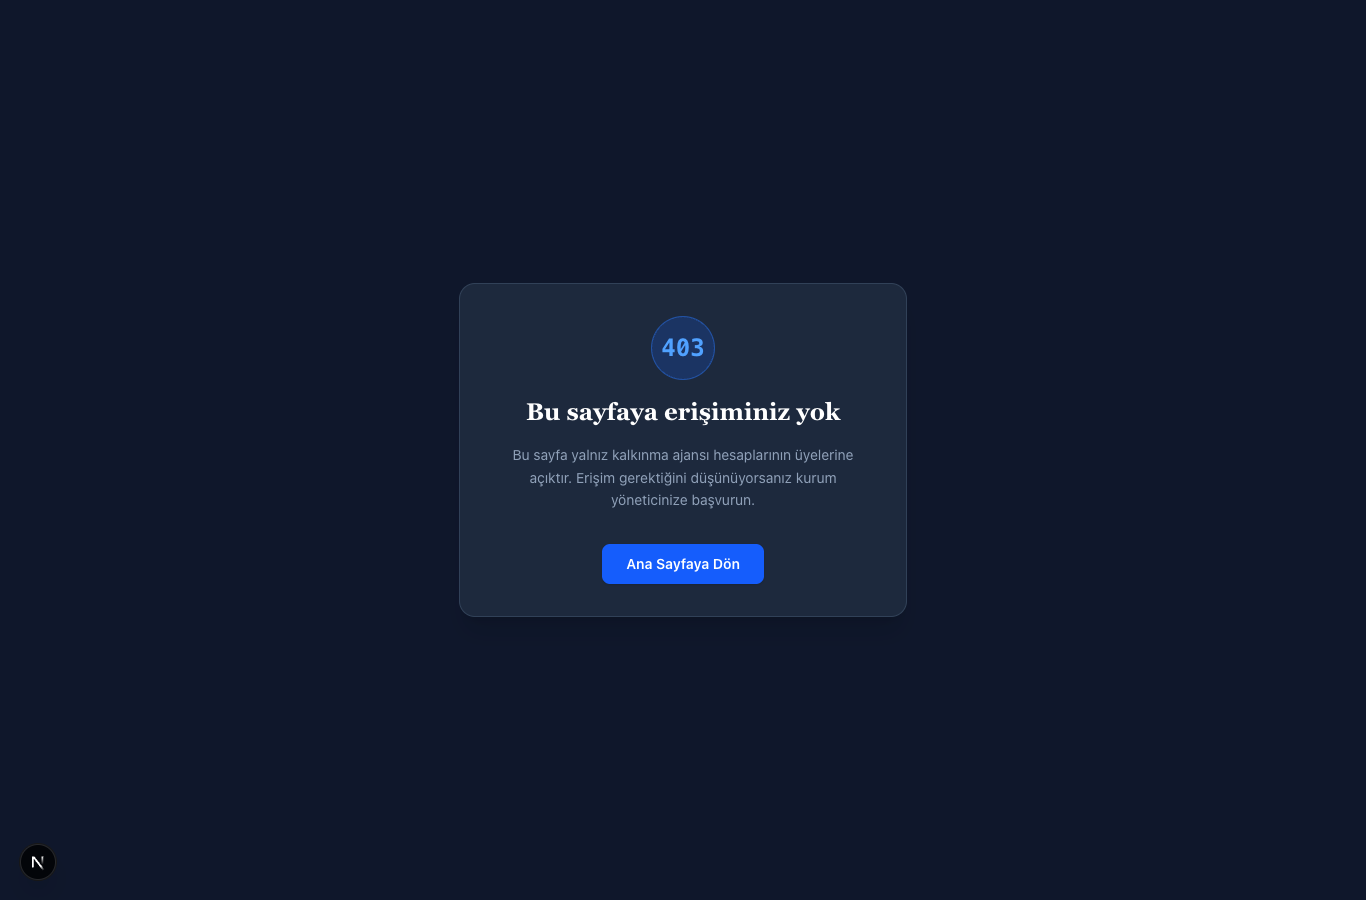 403
Bu sayfaya erişiminiz yok
Bu sayfa yalnız kalkınma ajansı hesaplarının üyelerine
açıktır. Erişim gerektiğini düşünüyorsanız kurum
yöneticinize başvurun.
Ana Sayfaya Dön
N